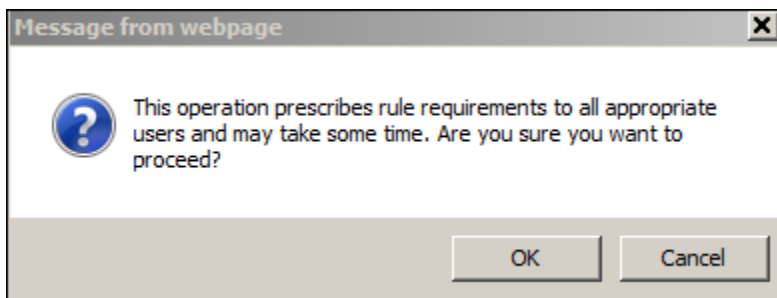 Message from webpage
This operation prescribes rule requirements to all appropriate
users and may take some time. Are you sure you want to
proceed?
OK Cancel